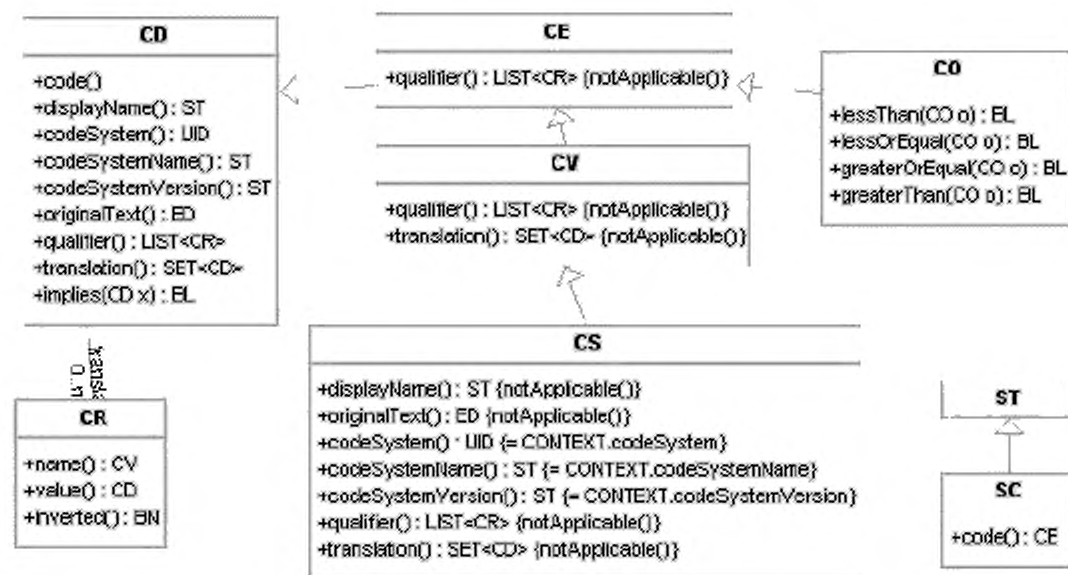 CD
+code()
+displayName() : ST
+codeSystem() : UID
+codeSystemName() : ST
+codeSystemVersion() : ST
+originalText() : ED
+qualifier() : LIST<CR>
+translation() : SET<CD>
+implies(CD x) : BL
CE
+qualifier() : LIST<CR> {notApplicable()}
CO
+lessThan(CO o) : BL
+lessOrEqual(CO o) : BL
+greaterOrEqual(CO o) : BL
+greaterThan(CO o) : BL
CV
+qualifier() : LIST<CR> {notApplicable()}
+translation() : SET<CD> {notApplicable()}
0..n
CR
+name() : CV
+value() : CD
+inverted() : BN
CS
+displayName() : ST {notApplicable()}
+originalText() : ED {notApplicable()}
+codeSystem() : UID {= CONTEXT.codeSystem}
+codeSystemName() : ST {= CONTEXT.codeSystemName}
+codeSystemVersion() : ST {= CONTEXT.codeSystemVersion}
+qualifier() : LIST<CR> {notApplicable()}
+translation() : SET<CD> {notApplicable()}
ST
SC
+code() : CE